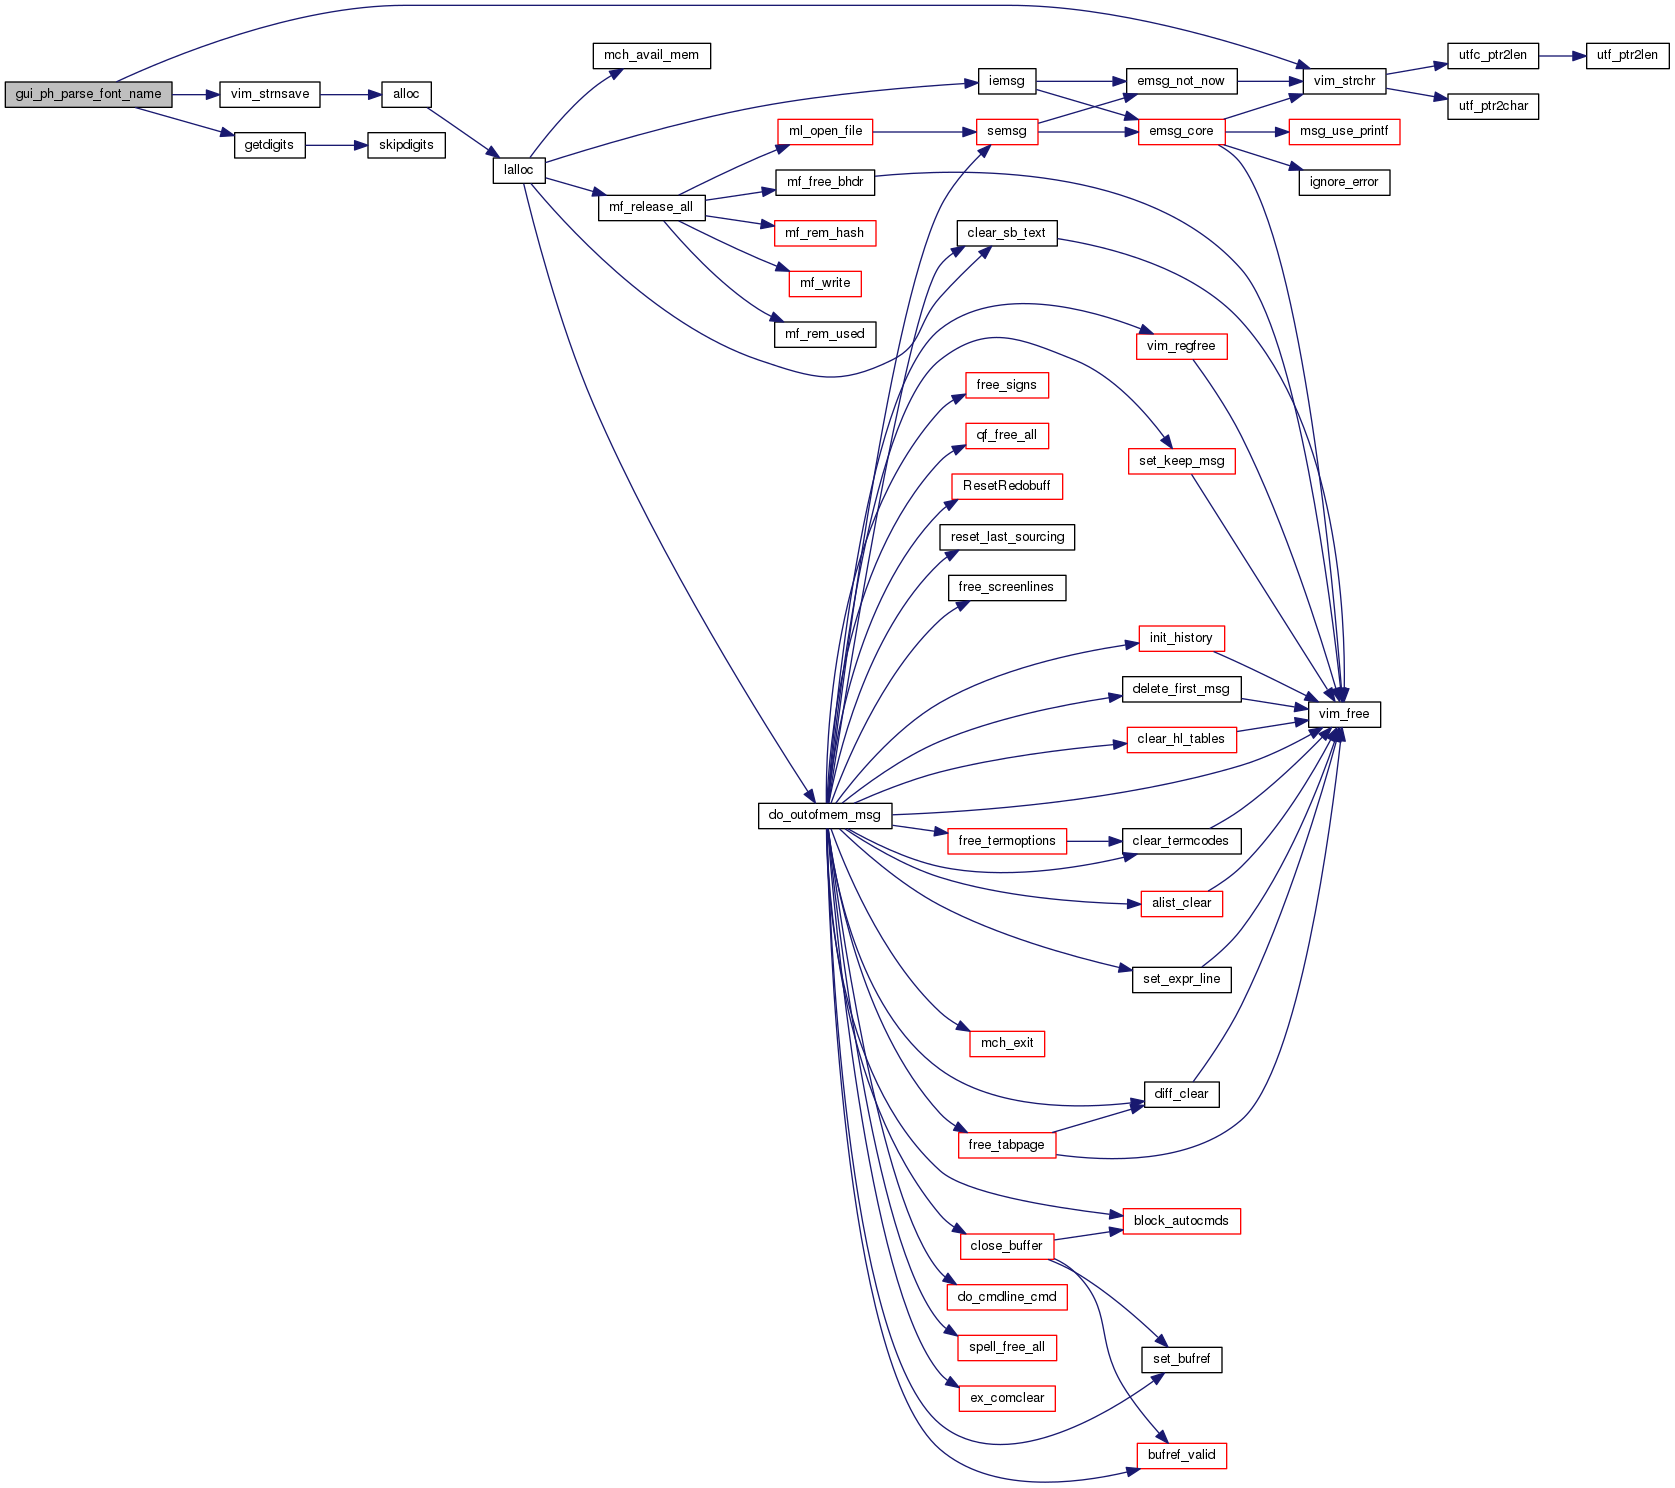 gui_ph_parse_font_name
vim_strnsave
getdigits
alloc
skipdigits
lalloc
mch_avail_mem
mf_release_all
ml_open_file
mf_free_bhdr
mf_rem_hash
mf_write
mf_rem_used
do_outofmem_msg
iemsg
semsg
clear_sb_text
free_signs
qf_free_all
ResetRedobuff
reset_last_sourcing
free_screenlines
free_termoptions
mch_exit
free_tabpage
close_buffer
do_cmdline_cmd
spell_free_all
ex_comclear
emsg_not_now
emsg_core
vim_regfree
set_keep_msg
init_history
delete_first_msg
clear_hl_tables
clear_termcodes
alist_clear
set_expr_line
diff_clear
block_autocmds
set_bufref
bufref_valid
vim_strchr
msg_use_printf
ignore_error
vim_free
utfc_ptr2len
utf_ptr2char
utf_ptr2len